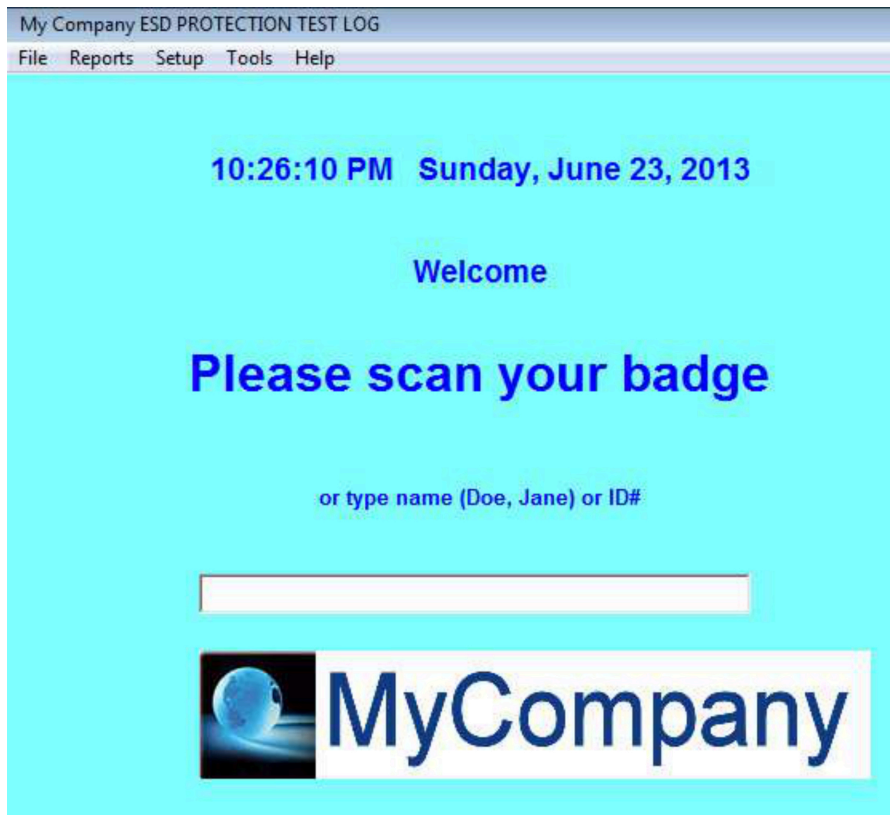 My Company ESD PROTECTION TEST LOG
File Reports Setup Tools Help
10:26:10 PM Sunday, June 23, 2013
Welcome
Please scan your badge
or type name (Doe, Jane) or ID#
MyCompany